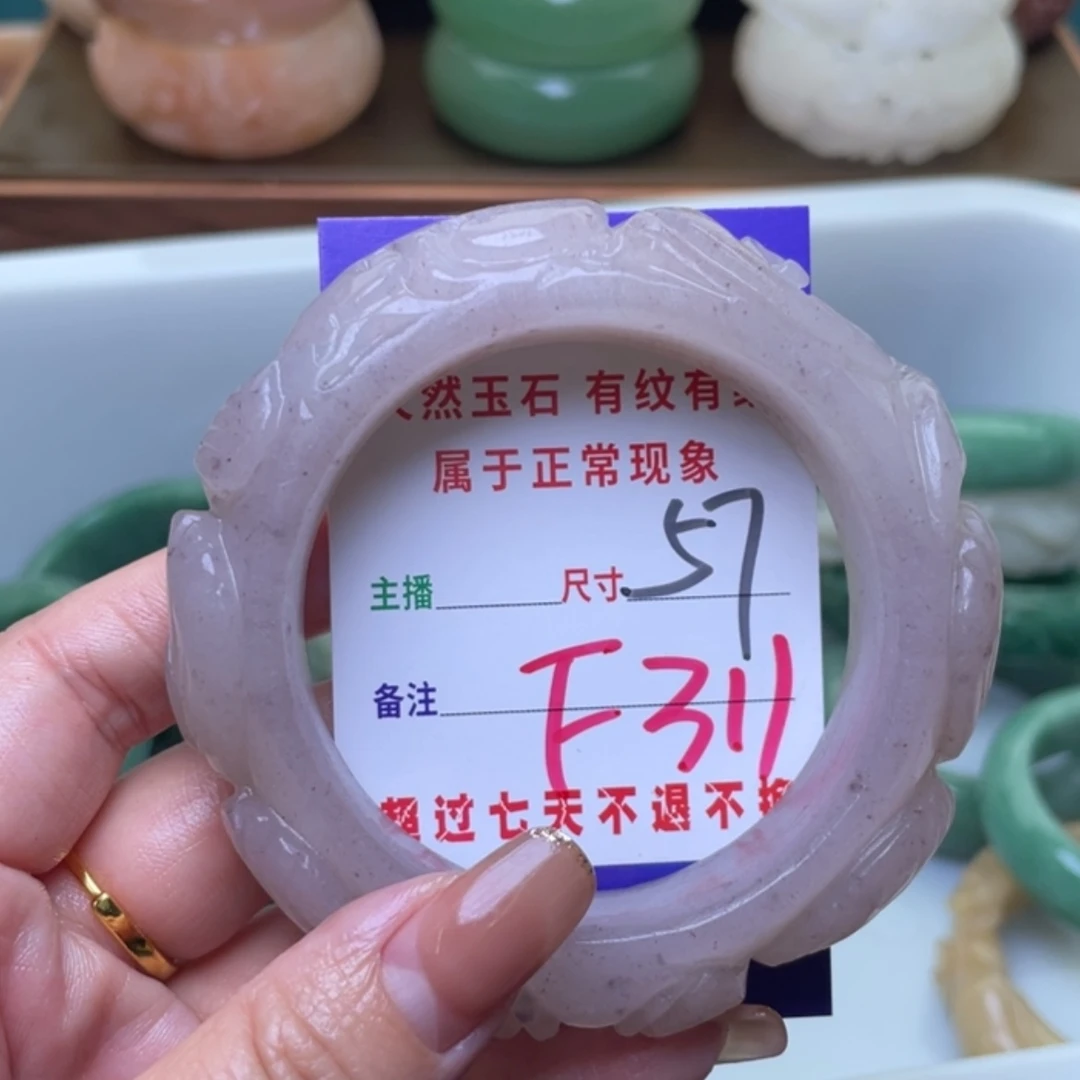 然玉石 有纹有
属于正常现象
主播 尺寸 57
备注 F311
超过七天不退不换